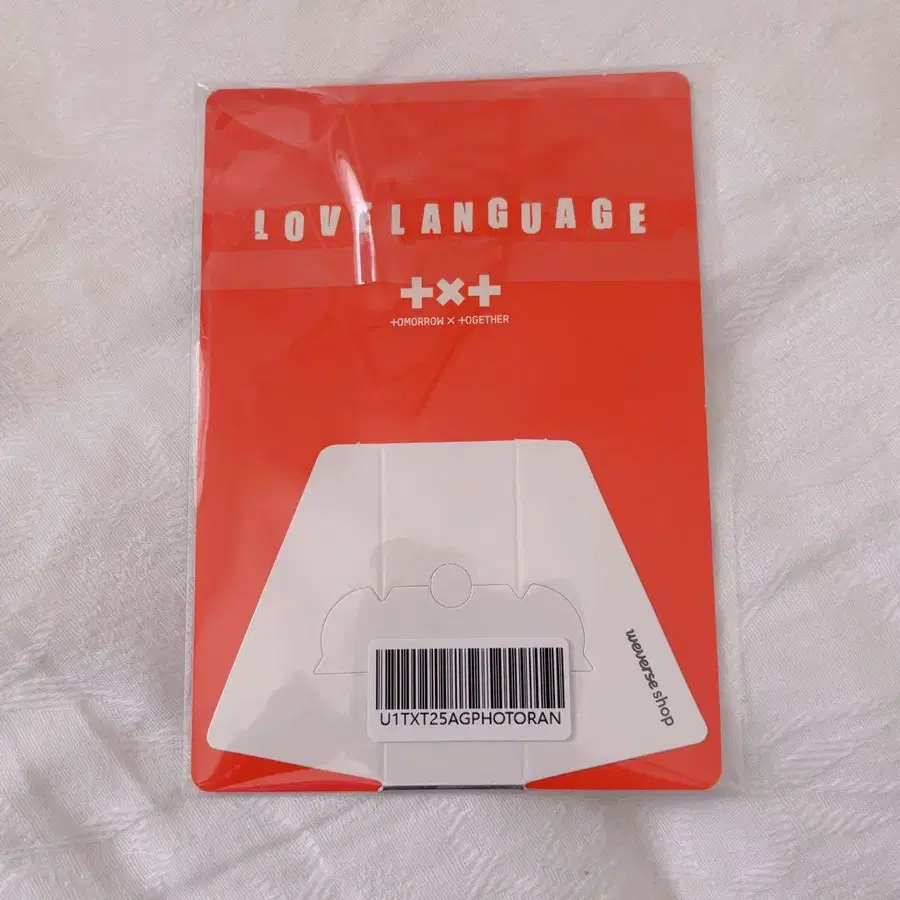 LOVE LANGUAGE
+×+
+OMORROW × +OGETHER
weverse shop
U1TXT25AGPHOTORAN